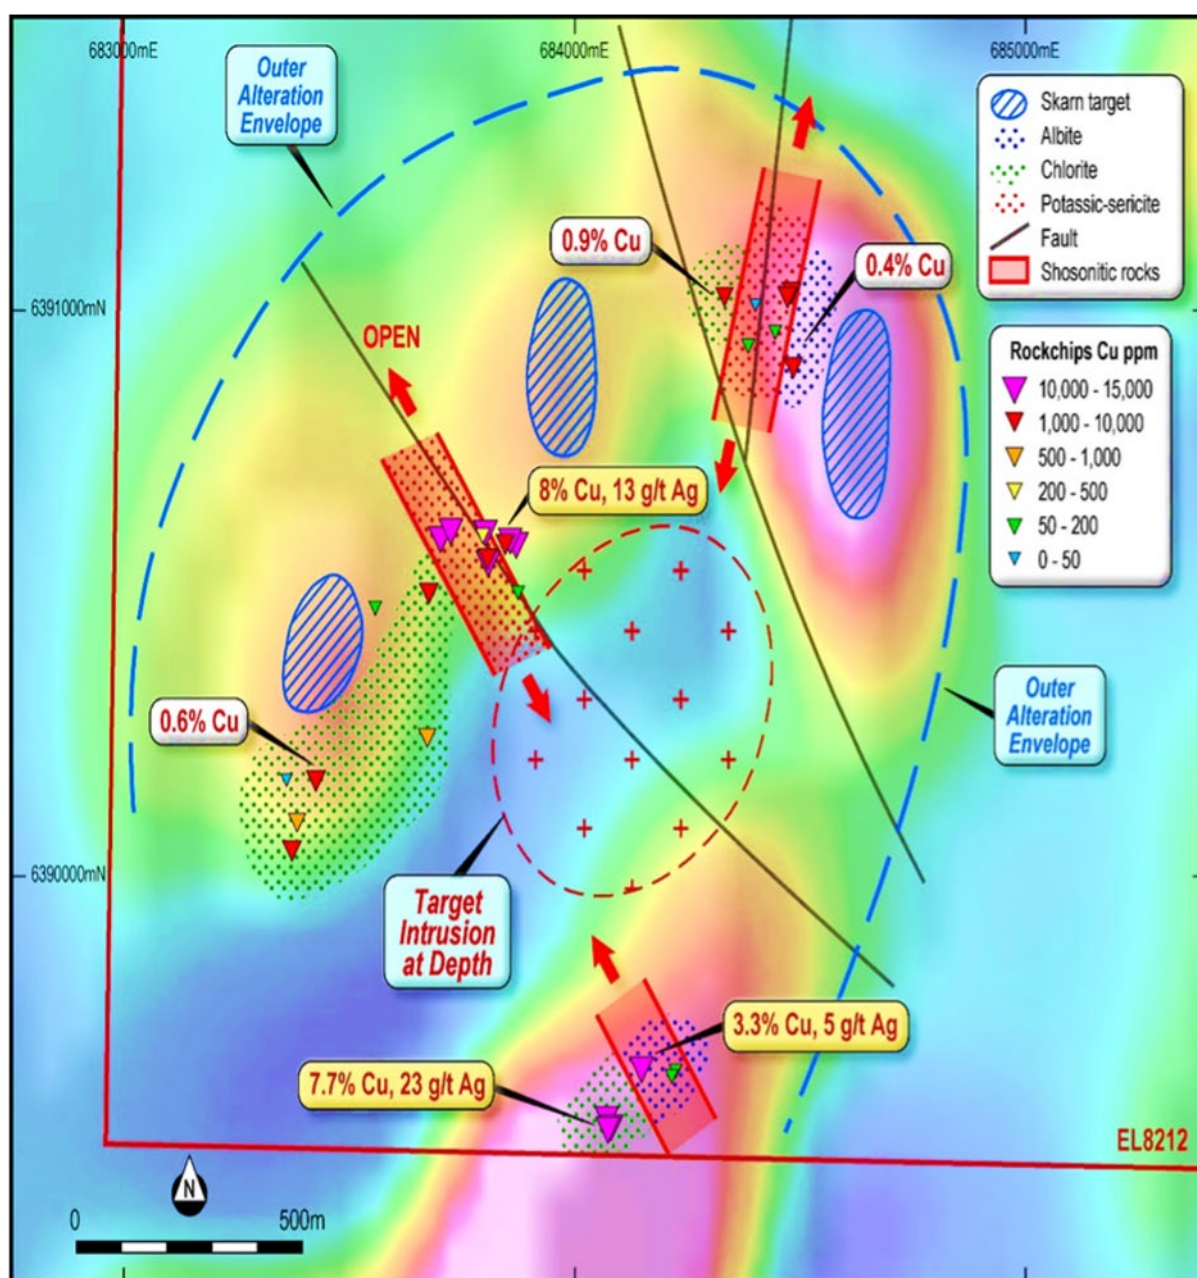 683000mE
684000mE
685000mE
Outer
Alteration
Envelope
Skarn target
Albite
Chlorite
Potassic-sericite
Fault
Shosonitic rocks
0.9% Cu
0.4% Cu
6391000mN
OPEN
Rockchips Cu ppm
10,000 - 15,000
1,000 - 10,000
500 - 1,000
200 - 500
50 - 200
0 - 50
8% Cu, 13 g/t Ag
0.6% Cu
Outer
Alteration
Envelope
6390000mN
Target
Intrusion
at Depth
3.3% Cu, 5 g/t Ag
7.7% Cu, 23 g/t Ag
EL8212
N
0
500m